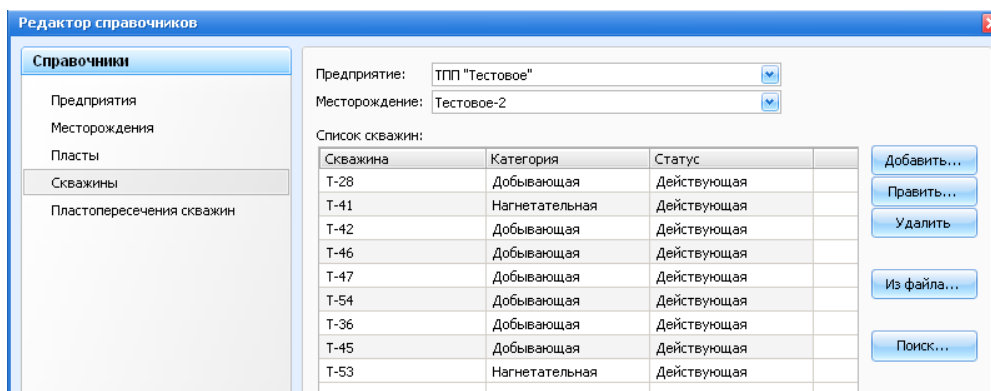 Редактор справочников
Справочники
Предприятия
Месторождения
Пласты
Скважины
Пластопересечения скважин
Предприятие: ТПП "Тестовое"
Месторождение: Тестовое-2
Список скважин:
Скважина Категория Статус
Т-28 Добывающая Действующая
Т-41 Нагнетательная Действующая
Т-42 Добывающая Действующая
Т-46 Добывающая Действующая
Т-47 Добывающая Действующая
Т-54 Добывающая Действующая
Т-36 Добывающая Действующая
Т-45 Добывающая Действующая
Т-53 Нагнетательная Действующая
Добавить...
Править...
Удалить
Из файла...
Поиск...